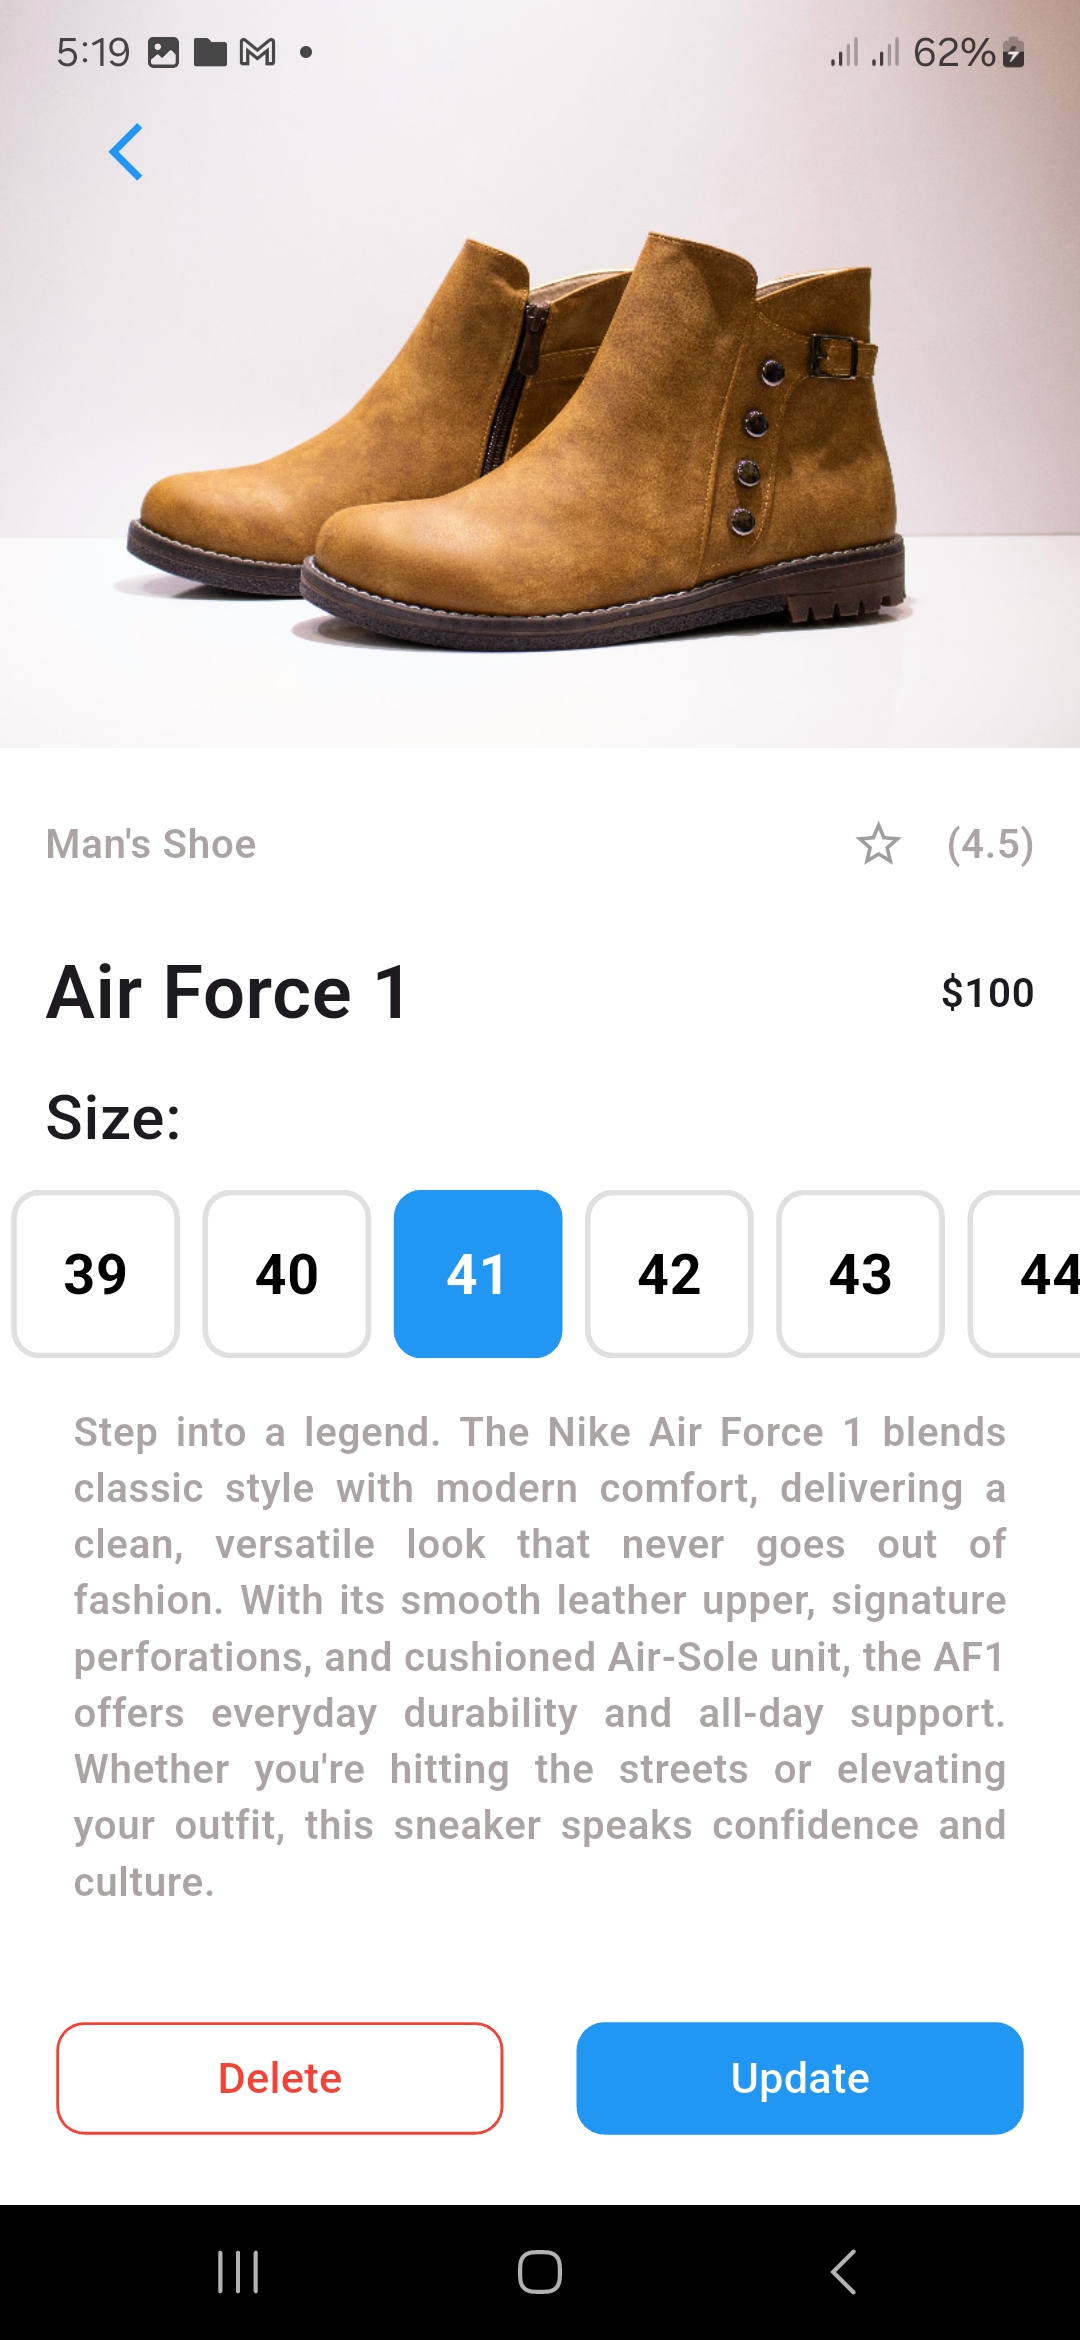 5:19
62%
Man's Shoe
(4.5)
Air Force 1
$100
Size:
39 40 41 42 43 44
Step into a legend. The Nike Air Force 1 blends
classic style with modern comfort, delivering a
clean, versatile look that never goes out of
fashion. With its smooth leather upper, signature
perforations, and cushioned Air-Sole unit, the AF1
offers everyday durability and all-day support.
Whether you're hitting the streets or elevating
your outfit, this sneaker speaks confidence and
culture.
Delete
Update